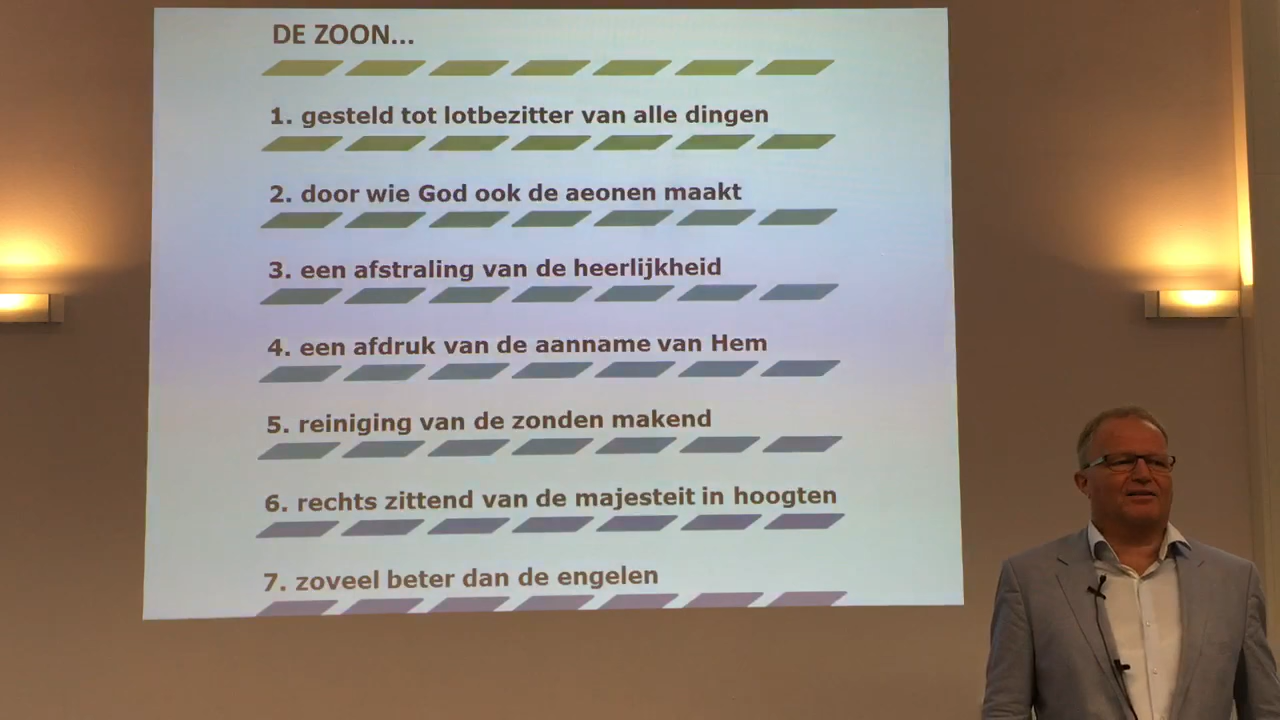 DE ZOON...
1. gesteld tot lotbezitter van alle dingen
2. door wie God ook de aeonen maakt
3. een afstraling van de heerlijkheid
4. een afdruk van de aanname van Hem
5. reiniging van de zonden makend
6. rechts zittend van de majesteit in hoogten
7. zoveel beter dan de engelen